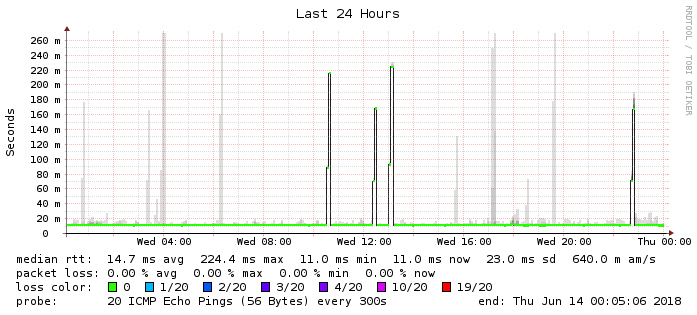 Last 24 Hours
RRDTOOL / TOBI OETIKER
Seconds
260 m
240 m
220 m
200 m
180 m
160 m
140 m
120 m
100 m
80 m
60 m
40 m
20 m
0
Wed 04:00 Wed 08:00 Wed 12:00 Wed 16:00 Wed 20:00 Thu 00:00
median rtt: 14.7 ms avg 224.4 ms max 11.0 ms min 11.0 ms now 23.0 ms sd 640.0 m am/s
packet loss: 0.00 % avg 0.00 % max 0.00 % min 0.00 % now
loss color: 0 1/20 2/20 3/20 4/20 10/20 19/20
probe: 20 ICMP Echo Pings (56 Bytes) every 300s end: Thu Jun 14 00:05:06 2018